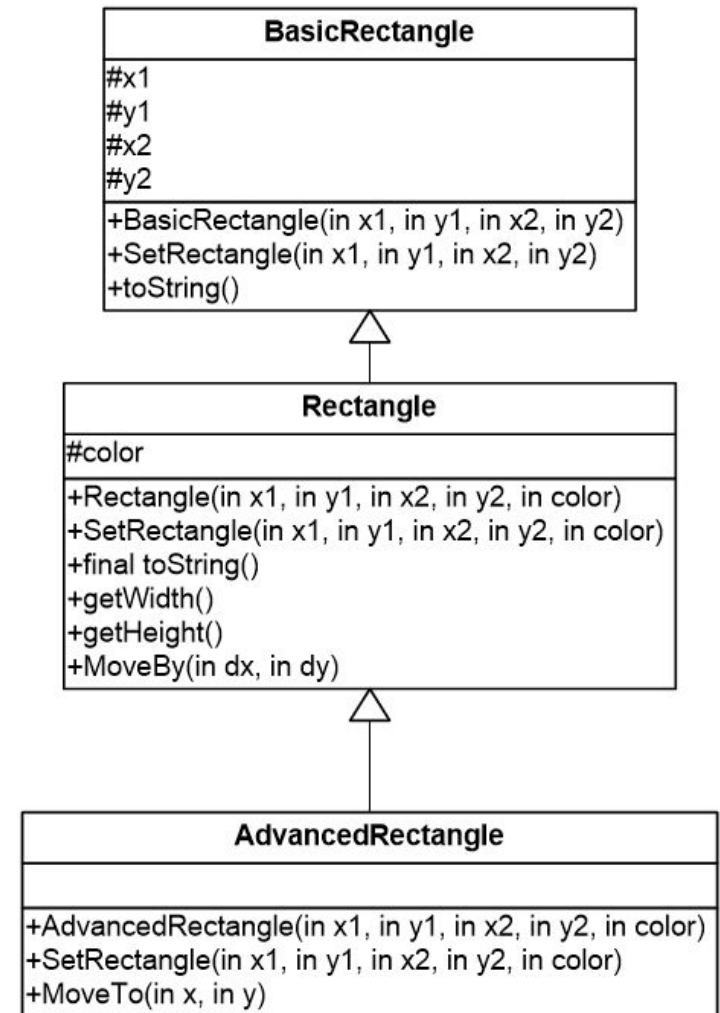 BasicRectangle
#x1
#y1
#x2
#y2
+BasicRectangle(in x1, in y1, in x2, in y2)
+SetRectangle(in x1, in y1, in x2, in y2)
+toString()
Rectangle
#color
+Rectangle(in x1, in y1, in x2, in y2, in color)
+SetRectangle(in x1, in y1, in x2, in y2, in color)
+final toString()
+getWidth()
+getHeight()
+MoveBy(in dx, in dy)
AdvancedRectangle
+AdvancedRectangle(in x1, in y1, in x2, in y2, in color)
+SetRectangle(in x1, in y1, in x2, in y2, in color)
+MoveTo(in x, in y)